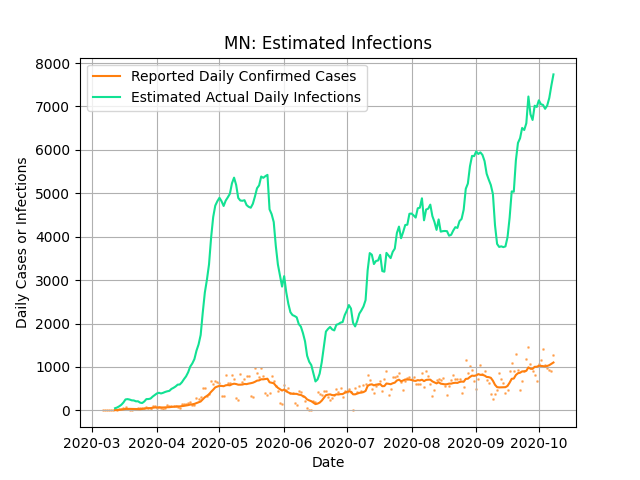 MN: Estimated Infections
Reported Daily Confirmed Cases
Estimated Actual Daily Infections
Daily Cases or Infections
8000
7000
6000
5000
4000
3000
2000
1000
0
2020-03 2020-04 2020-05 2020-06 2020-07 2020-08 2020-09 2020-10
Date